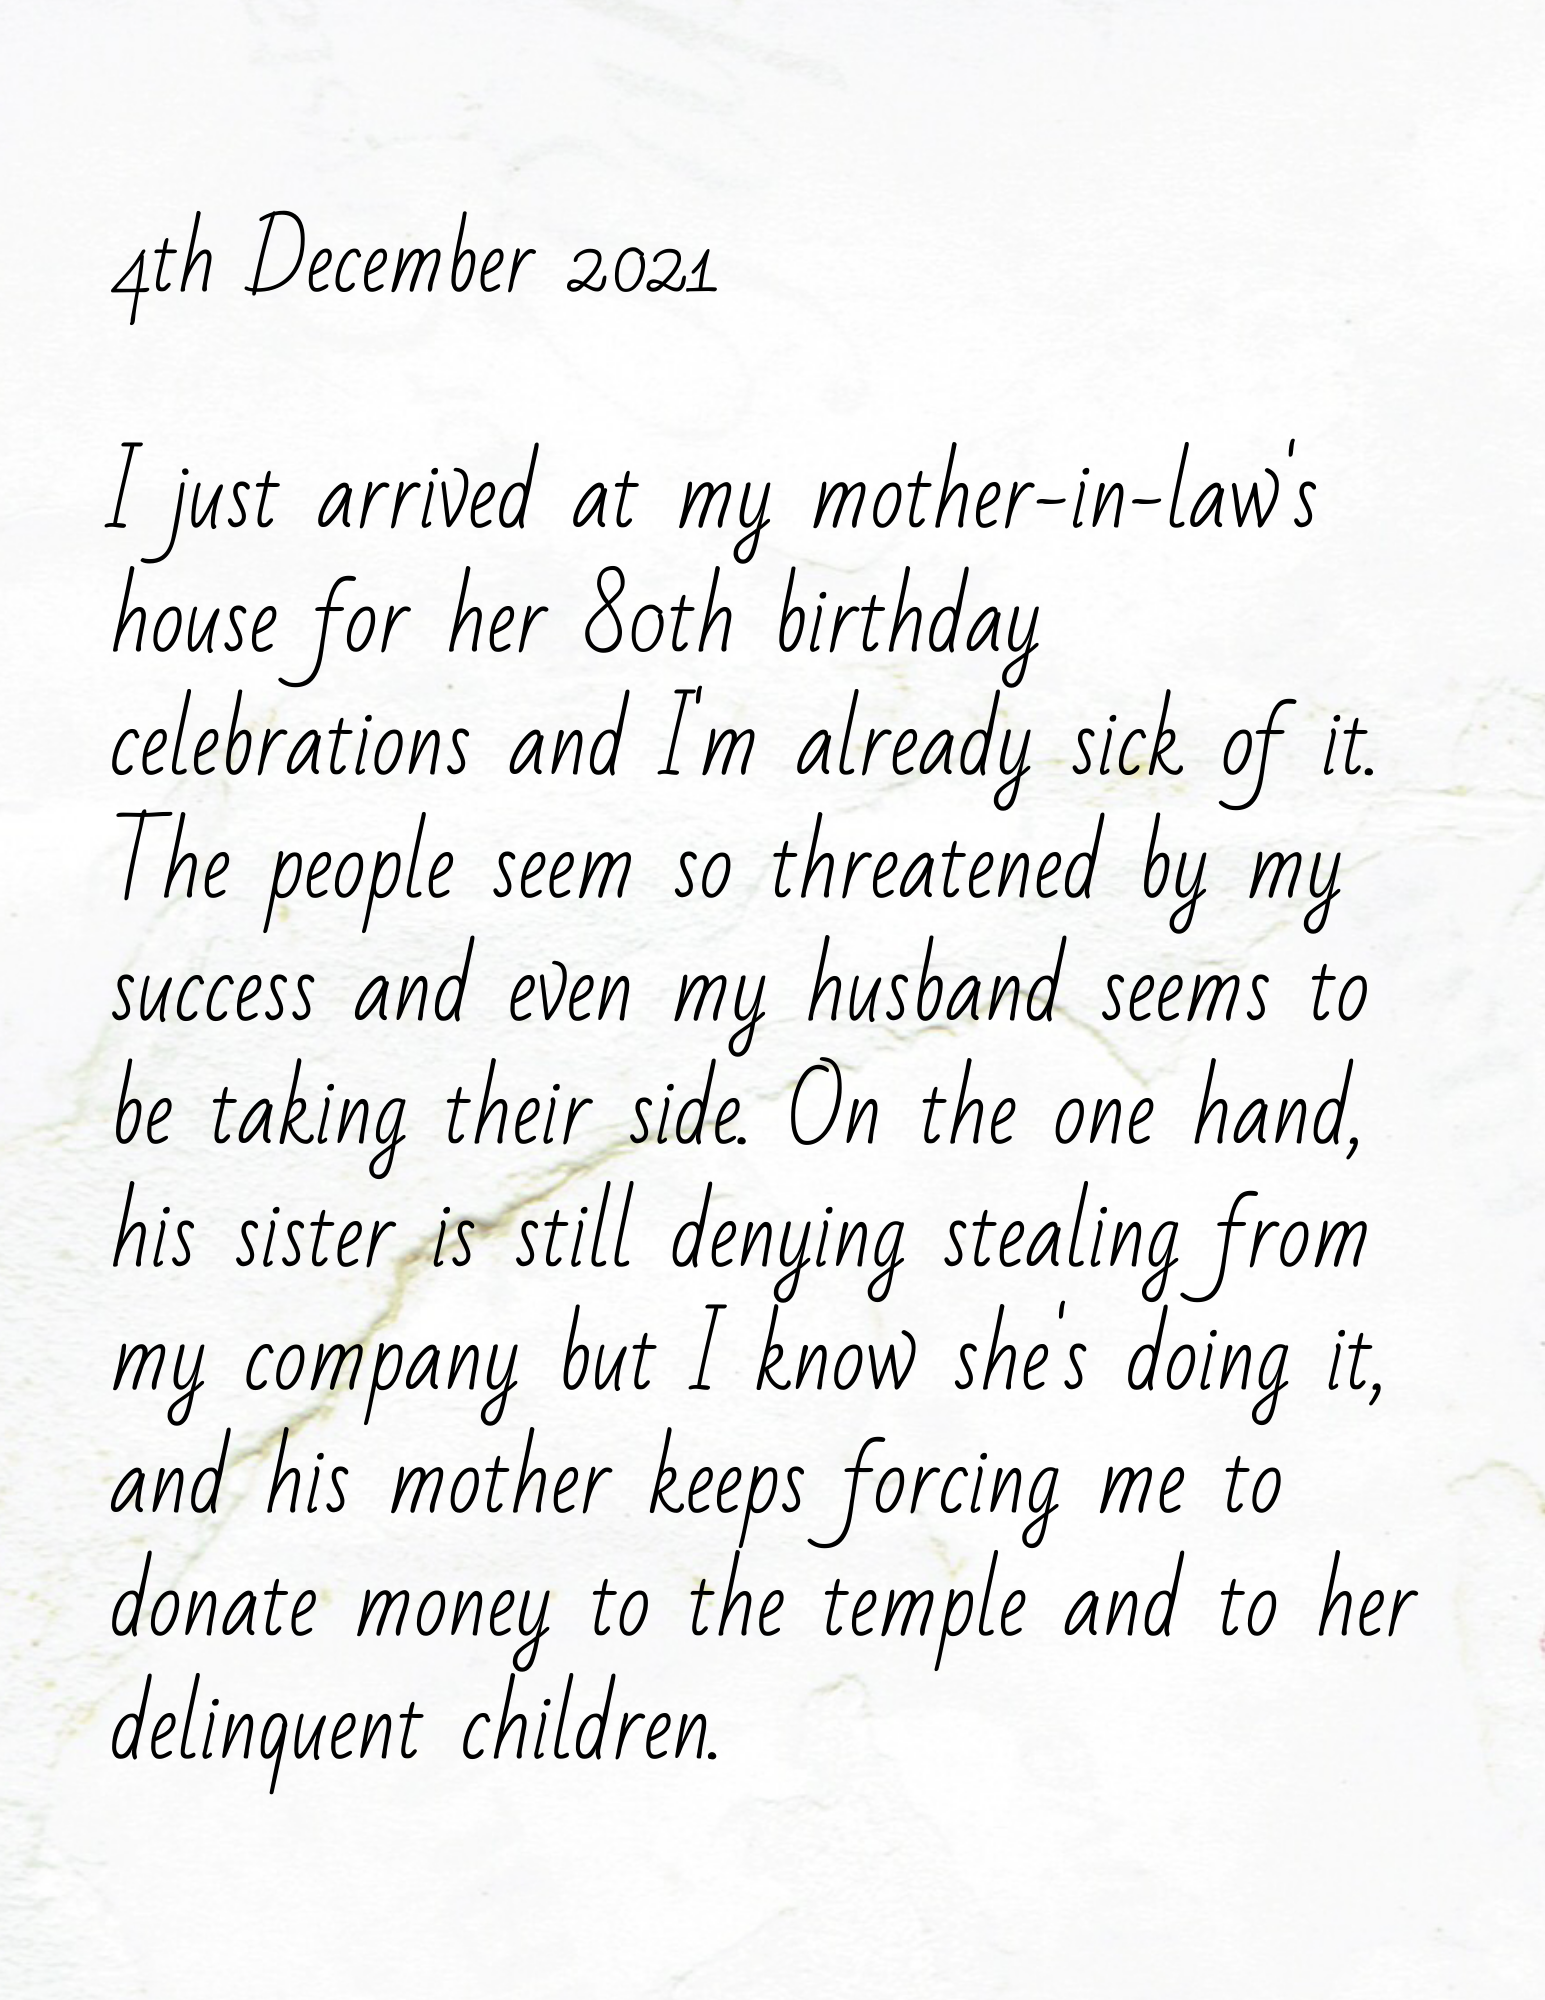 4th December 2021
I just arrived at my mother-in-law's
house for her 80th birthday
celebrations and I'm already sick of it.
The people seem so threatened by my
success and even my husband seems to
be taking their side. On the one hand,
his sister is still denying stealing from
my company but I know she's doing it,
and his mother keeps forcing me to
donate money to the temple and to her
delinquent children.